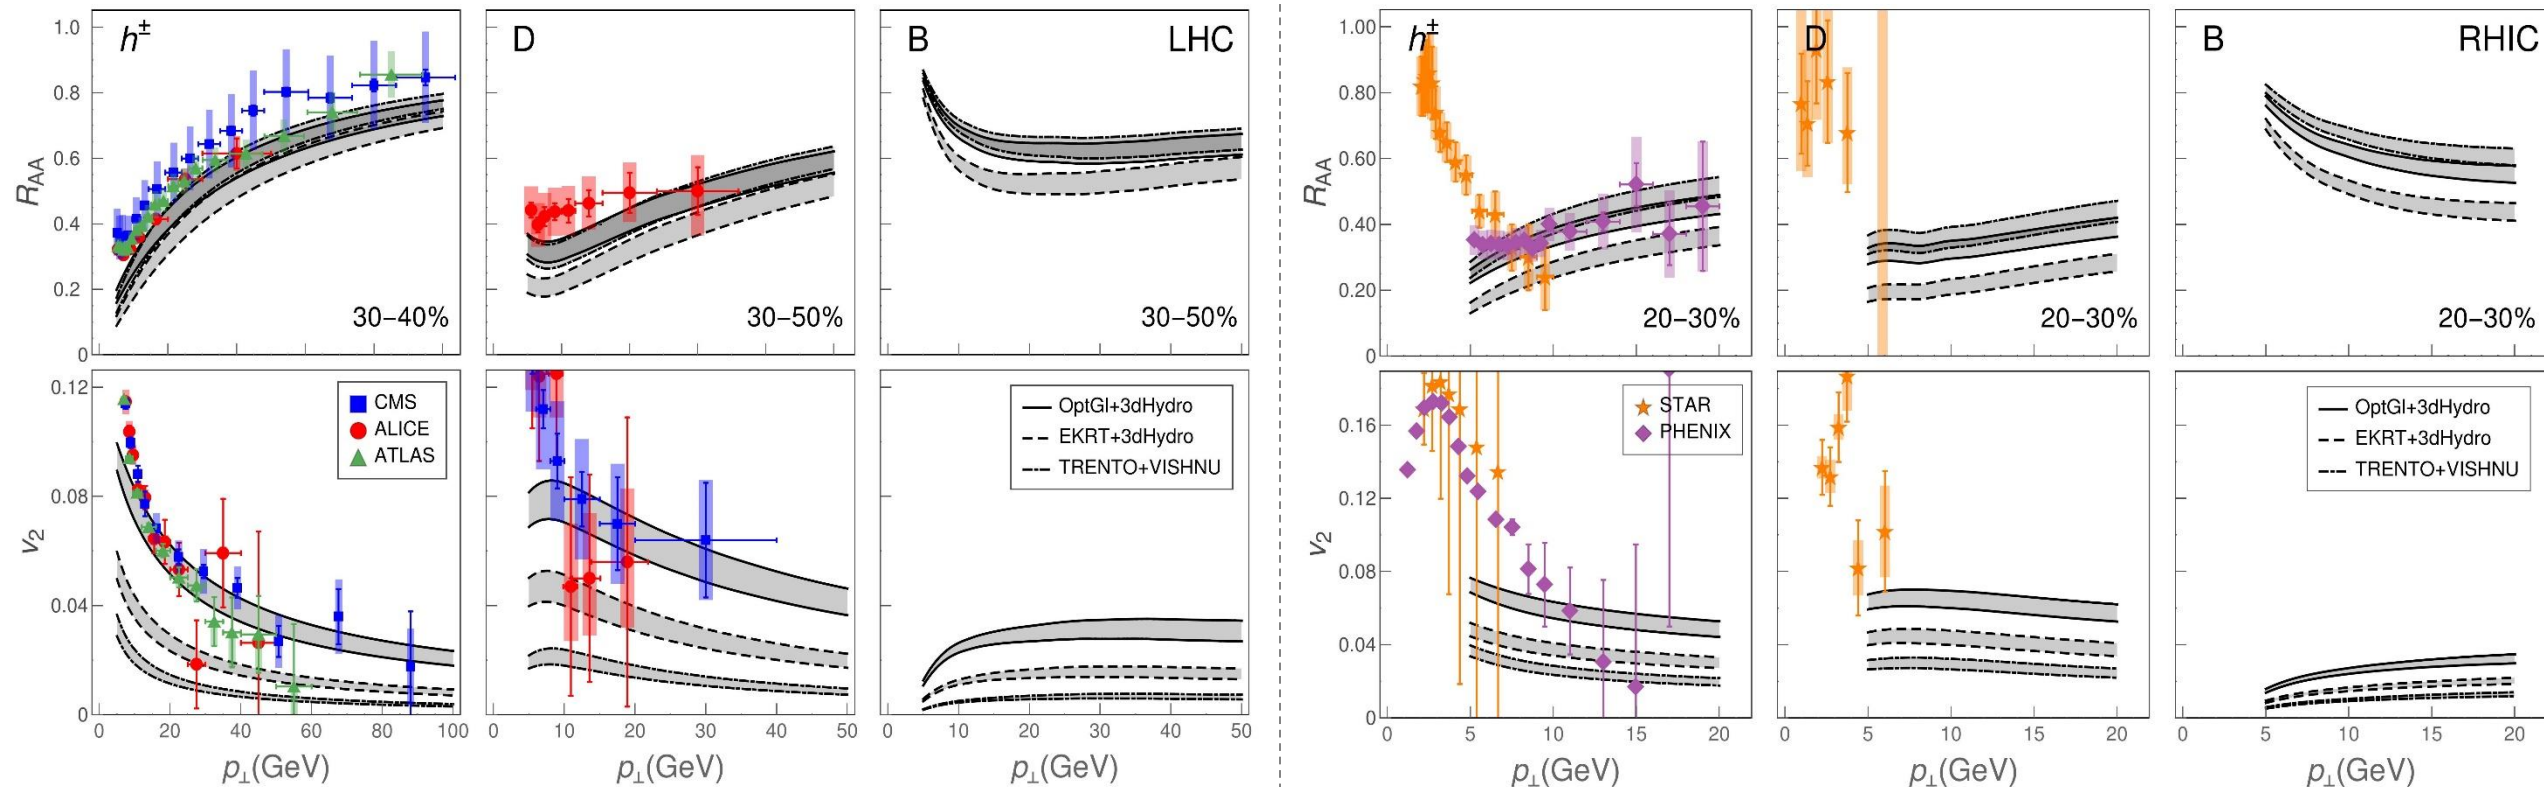 h±
D
B
LHC
h±
D
B
RHIC
R_AA
1.0
0.8
0.6
0.4
0.2
0
30–40%
30–50%
30–50%
R_AA
1.00
0.80
0.60
0.40
0.20
0
20–30%
20–30%
20–30%
v₂
0.12
0.08
0.04
0
CMS
ALICE
ATLAS
OptGl+3dHydro
EKRT+3dHydro
TRENTO+VISHNU
v₂
0.16
0.12
0.08
0.04
0
STAR
PHENIX
OptGl+3dHydro
EKRT+3dHydro
TRENTO+VISHNU
0 20 40 60 80 100
0 10 20 30 40 50
0 10 20 30 40 50
0 5 10 15 20
0 5 10 15 20
0 5 10 15 20
p⊥(GeV)
p⊥(GeV)
p⊥(GeV)
p⊥(GeV)
p⊥(GeV)
p⊥(GeV)